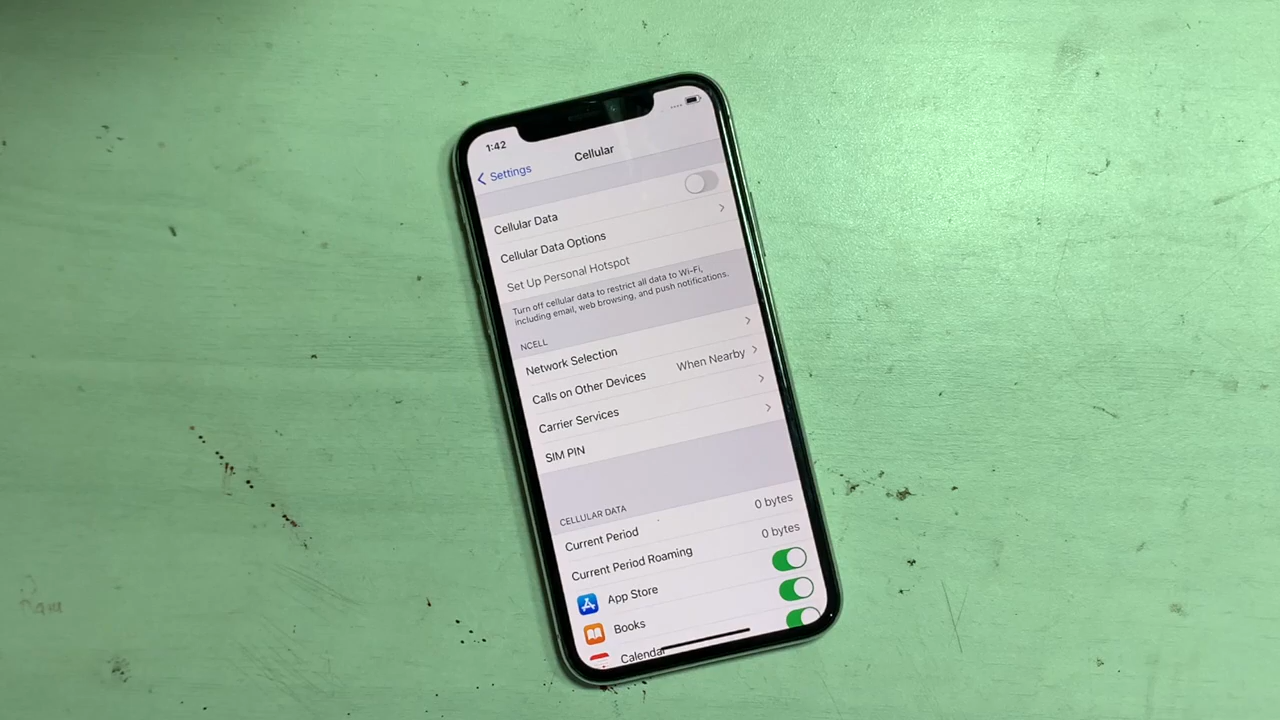 1:42
Settings
Cellular
Cellular Data
Cellular Data Options
Set Up Personal Hotspot
Turn off cellular data to restrict all data to Wi-Fi,
including email, web browsing, and push notifications.
NCELL
Network Selection
Calls on Other Devices When Nearby
Carrier Services
SIM PIN
CELLULAR DATA
Current Period 0 bytes
Current Period Roaming 0 bytes
App Store
Books
Calendar